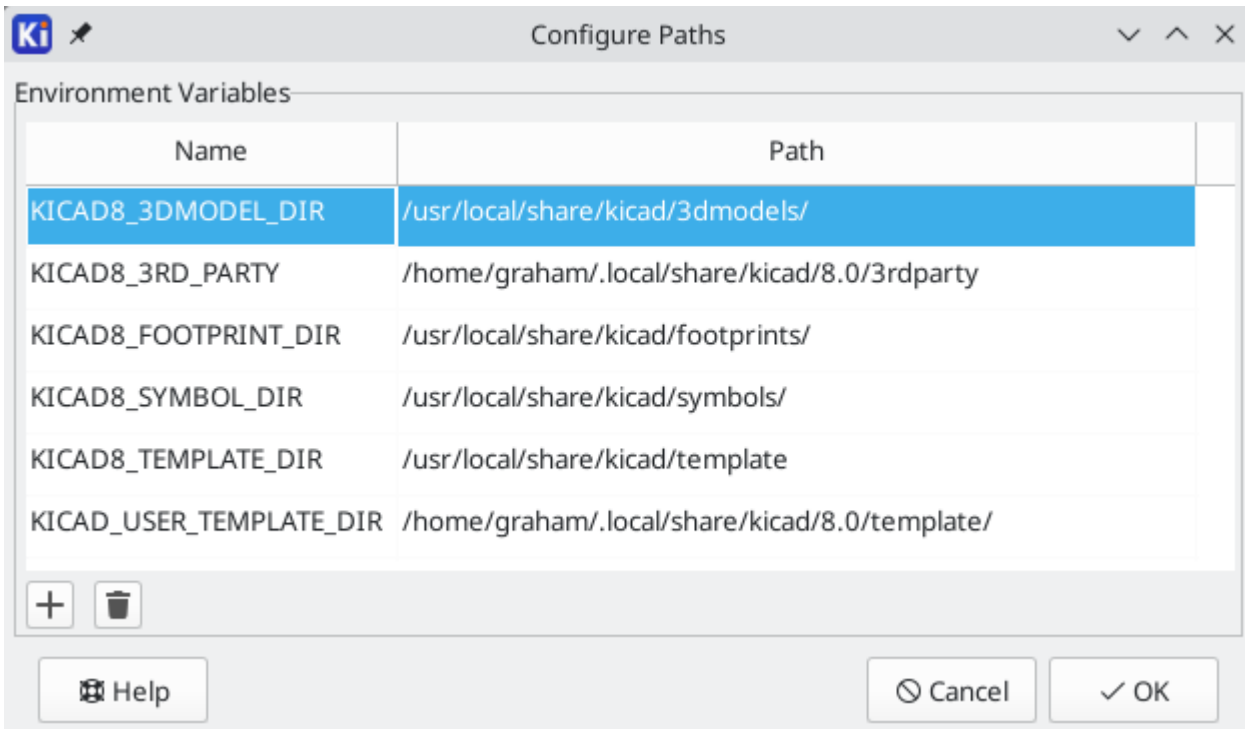 Ki Configure Paths
Environment Variables
Name Path
KICAD8_3DMODEL_DIR /usr/local/share/kicad/3dmodels/
KICAD8_3RD_PARTY /home/graham/.local/share/kicad/8.0/3rdparty
KICAD8_FOOTPRINT_DIR /usr/local/share/kicad/footprints/
KICAD8_SYMBOL_DIR /usr/local/share/kicad/symbols/
KICAD8_TEMPLATE_DIR /usr/local/share/kicad/template
KICAD_USER_TEMPLATE_DIR /home/graham/.local/share/kicad/8.0/template/
Help Cancel OK